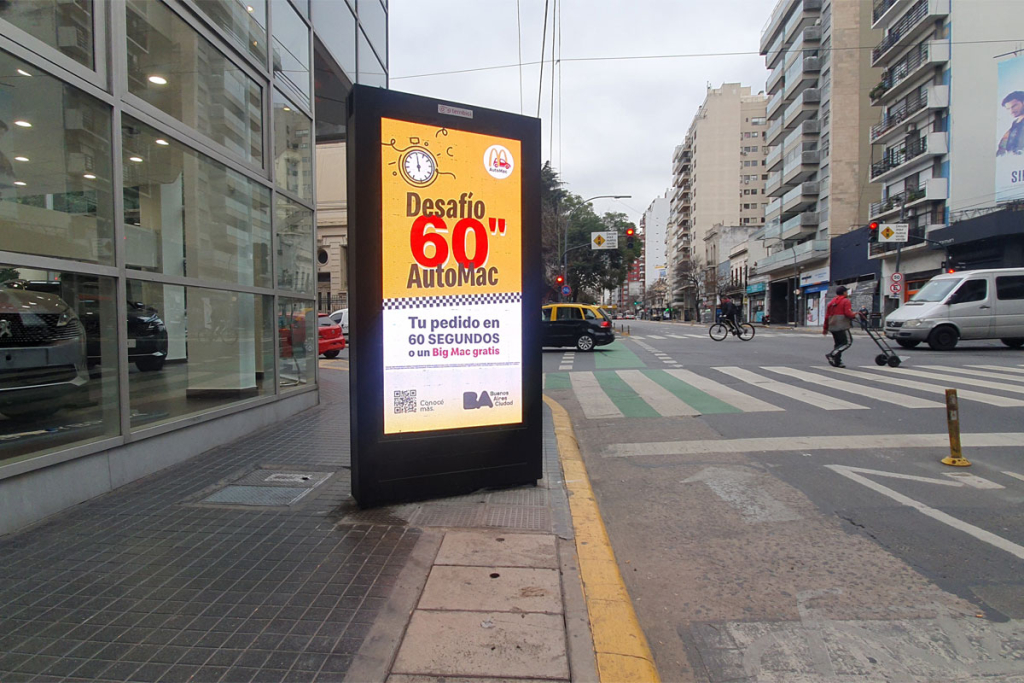 AutoMac
Desafío
60"
AutoMac
Tu pedido en
60 SEGUNDOS
o un Big Mac gratis
Conocé
más.
BA Buenos
Aires
Ciudad